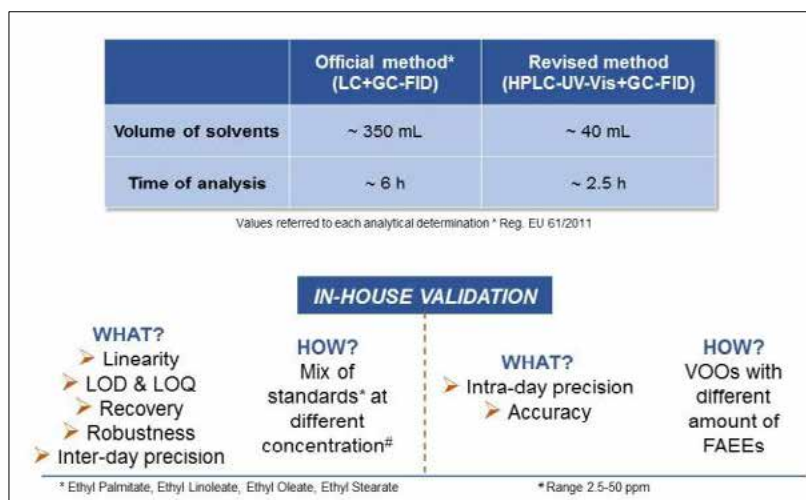 Official method* Revised method
(LC+GC-FID) (HPLC-UV-Vis+GC-FID)
Volume of solvents ~ 350 mL ~ 40 mL
Time of analysis ~ 6 h ~ 2.5 h
Values referred to each analytical determination * Reg. EU 61/2011
IN-HOUSE VALIDATION
WHAT?
Linearity
LOD & LOQ
Recovery
Robustness
Inter-day precision
HOW?
Mix of
standards* at
different
concentration#
WHAT?
Intra-day precision
Accuracy
HOW?
VOOs with
different
amount of
FAEEs
* Ethyl Palmitate, Ethyl Linoleate, Ethyl Oleate, Ethyl Stearate
# Range 2.5-50 ppm